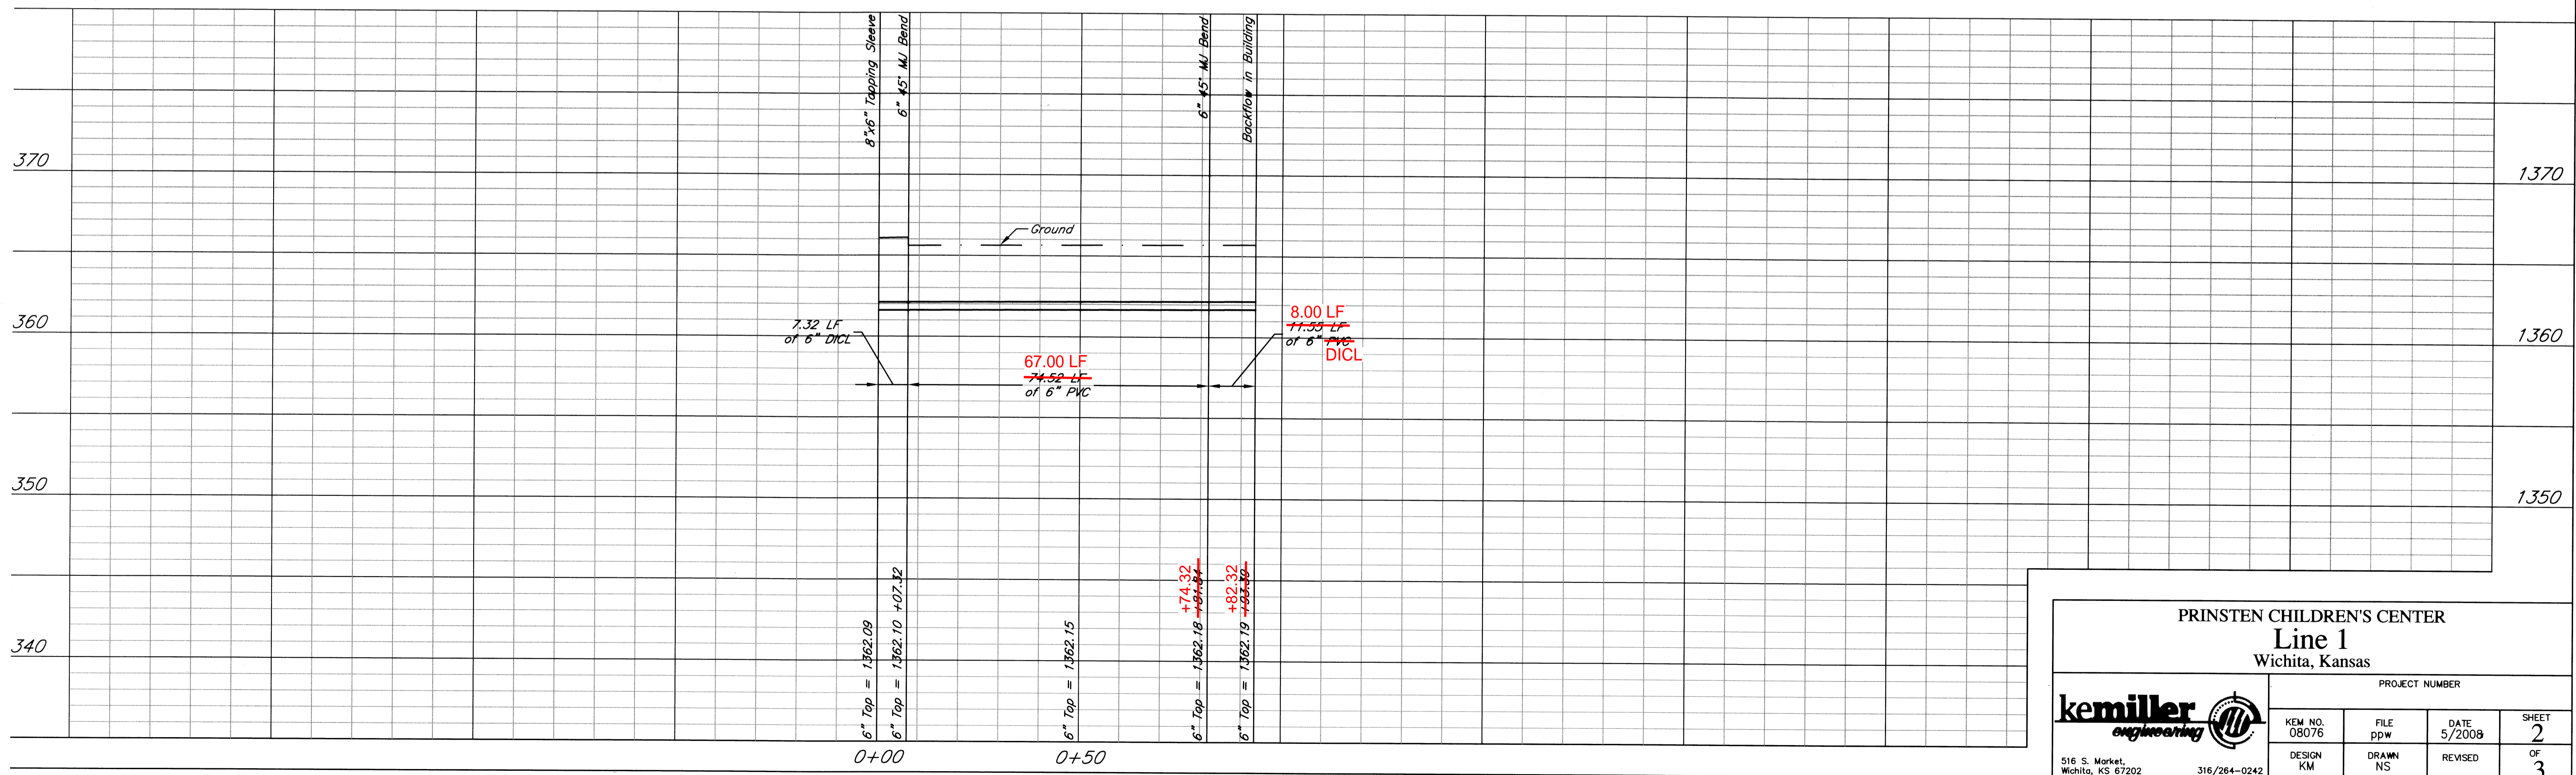 8"x6" Tapping Sleeve
6" 45° MJ Bend
6" 45° MJ Bend
Backflow in Building
370
1370
Ground
360
1360
7.32 LF
of 6" DICL
67.00 LF
74.52 LF
of 6" PVC
8.00 LF
11.55 LF
of 6" PVC
DICL
350
1350
340
6" Top = 1362.09
6" Top = 1362.10 +07.32
6" Top = 1362.15
+74.32
6" Top = 1362.18 +81.84
+82.32
6" Top = 1362.19 +93.39
0+00
0+50
PRINSTEN CHILDREN'S CENTER
Line 1
Wichita, Kansas
kemiller
engineering
516 S. Market,
Wichita, KS 67202
316/264-0242
PROJECT NUMBER
KEM NO.
08076
FILE
ppw
DATE
5/2008
SHEET
2
DESIGN
KM
DRAWN
NS
REVISED
OF
3